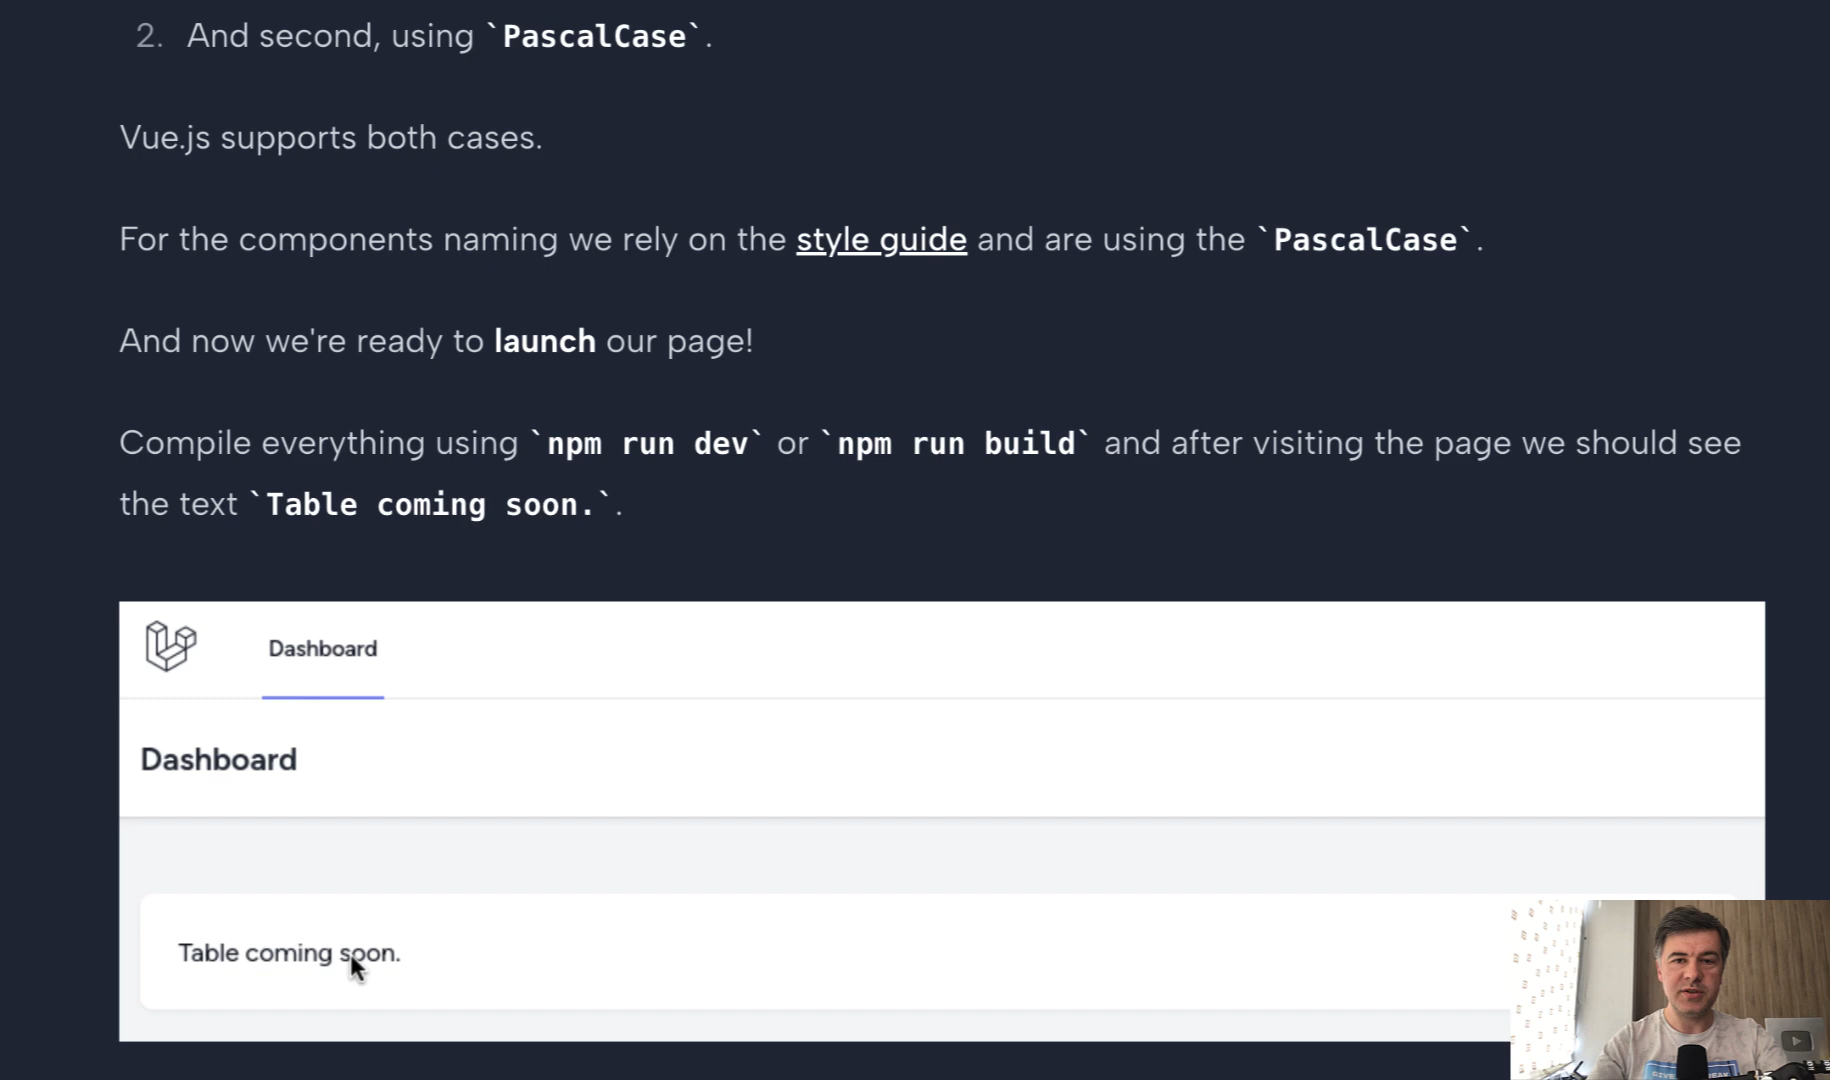 2. And second, using `PascalCase`.
Vue.js supports both cases.
For the components naming we rely on the style guide and are using the `PascalCase`.
And now we're ready to launch our page!
Compile everything using `npm run dev` or `npm run build` and after visiting the page we should see
the text `Table coming soon.`.
Dashboard
Dashboard
Table coming soon.